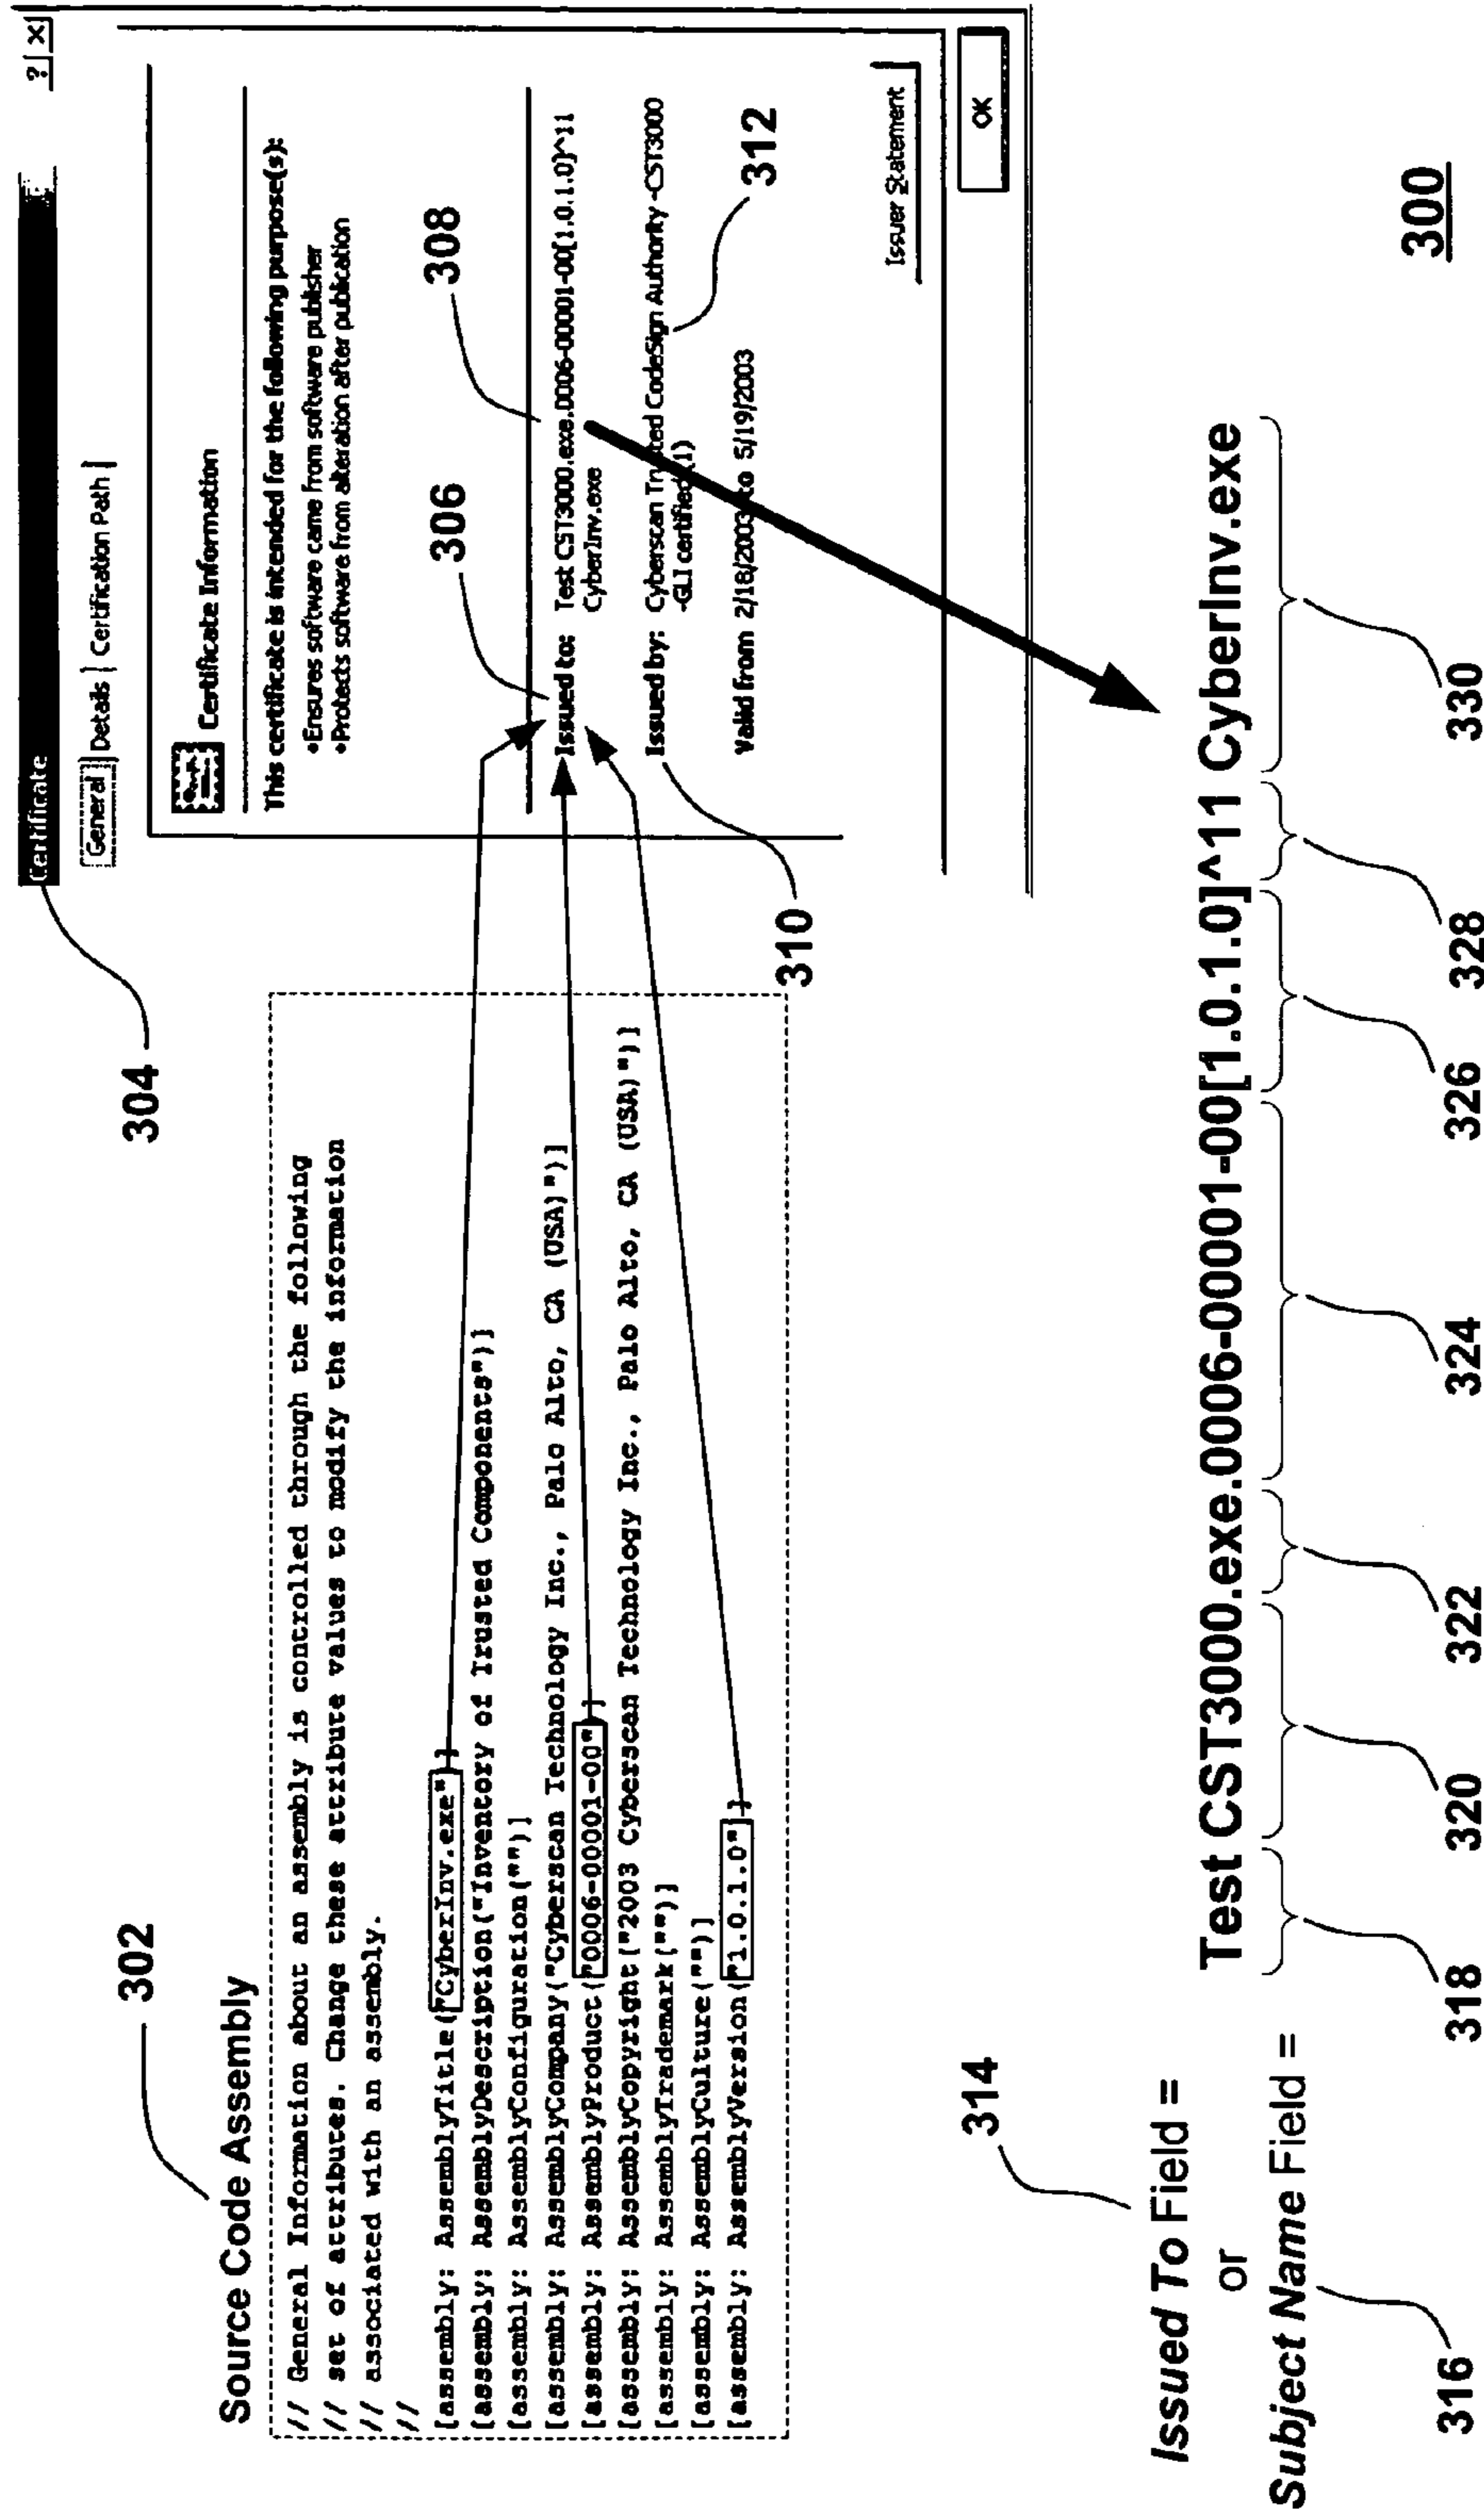 302
Source Code Assembly
// General Information about an assembly is controlled through the following
// set of attributes. Change these attribute values to modify the information
// associated with an assembly.
//
[assembly: AssemblyTitle("CyberInv.exe")]
[assembly: AssemblyDescription("Inventory of Trusted Components")]
[assembly: AssemblyConfiguration("")]
[assembly: AssemblyCompany("Cyberscan Technology Inc., Palo Alto, CA (USA)")]
[assembly: AssemblyProduct("0006-00001-00")]
[assembly: AssemblyCopyright("2003 Cyberscan Technology Inc., Palo Alto, CA (USA)")]
[assembly: AssemblyTrademark("")]
[assembly: AssemblyCulture("")]
[assembly: AssemblyVersion("1.0.1.0")]
304
Certificate ? X
General Details Certification Path
Certificate Information
This certificate is intended for the following purpose(s):
•Ensures software came from software publisher
•Protects software from alteration after publication
306 308
Issued to: Test CST3000.exe.0006-00001-00[1.0.1.0]^11
CyberInv.exe
Issued by: Cyberscan Trusted CodeSign Authority -CST3000
-GLI certified(1)
Valid from 2/18/2003 to 5/19/2003
310 312
Issuer Statement
OK
314
Issued To Field =
or
Subject Name Field =
Test CST3000.exe.0006-00001-00[1.0.1.0]^11 CyberInv.exe
316 318 320 322 324 326 328 330
300